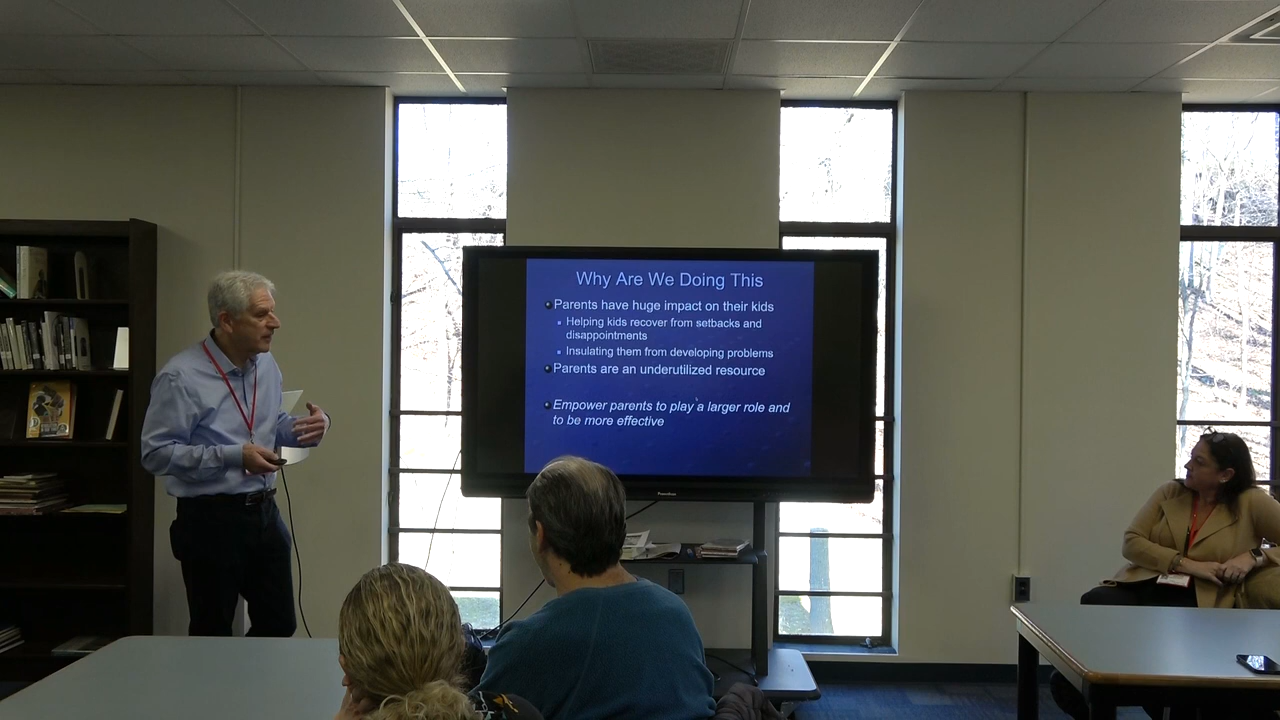 Why Are We Doing This
Parents have huge impact on their kids
Helping kids recover from setbacks and
disappointments
Insulating them from developing problems
Parents are an underutilized resource
Empower parents to play a larger role and
to be more effective